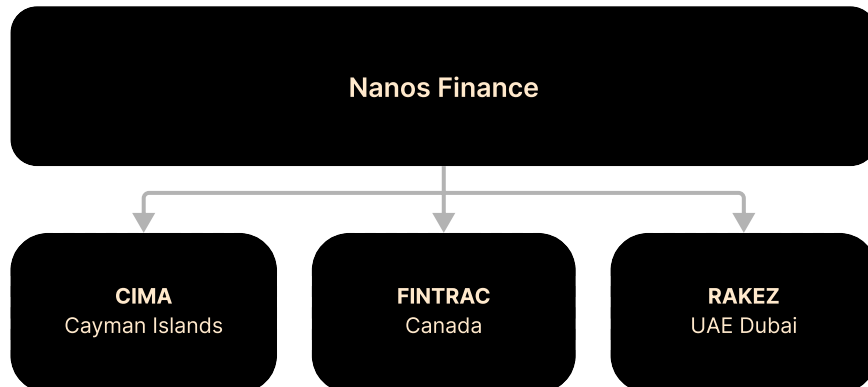 Nanos Finance
CIMA
Cayman Islands
FINTRAC
Canada
RAKEZ
UAE Dubai